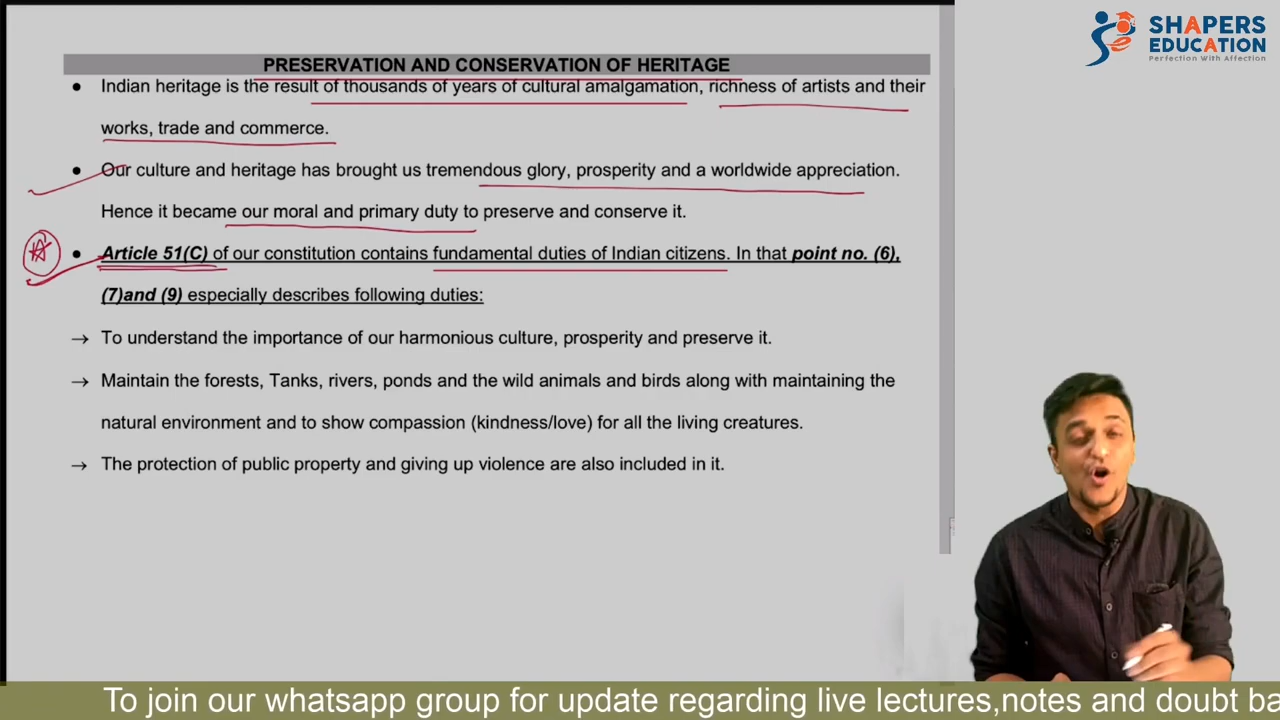 SHAPERS
EDUCATION
Perfection With Affection
PRESERVATION AND CONSERVATION OF HERITAGE
• Indian heritage is the result of thousands of years of cultural amalgamation, richness of artists and their
works, trade and commerce.
• Our culture and heritage has brought us tremendous glory, prosperity and a worldwide appreciation.
Hence it became our moral and primary duty to preserve and conserve it.
• Article 51(C) of our constitution contains fundamental duties of Indian citizens. In that point no. (6),
(7)and (9) especially describes following duties:
→ To understand the importance of our harmonious culture, prosperity and preserve it.
→ Maintain the forests, Tanks, rivers, ponds and the wild animals and birds along with maintaining the
natural environment and to show compassion (kindness/love) for all the living creatures.
→ The protection of public property and giving up violence are also included in it.
To join our whatsapp group for update regarding live lectures,notes and doubt ba